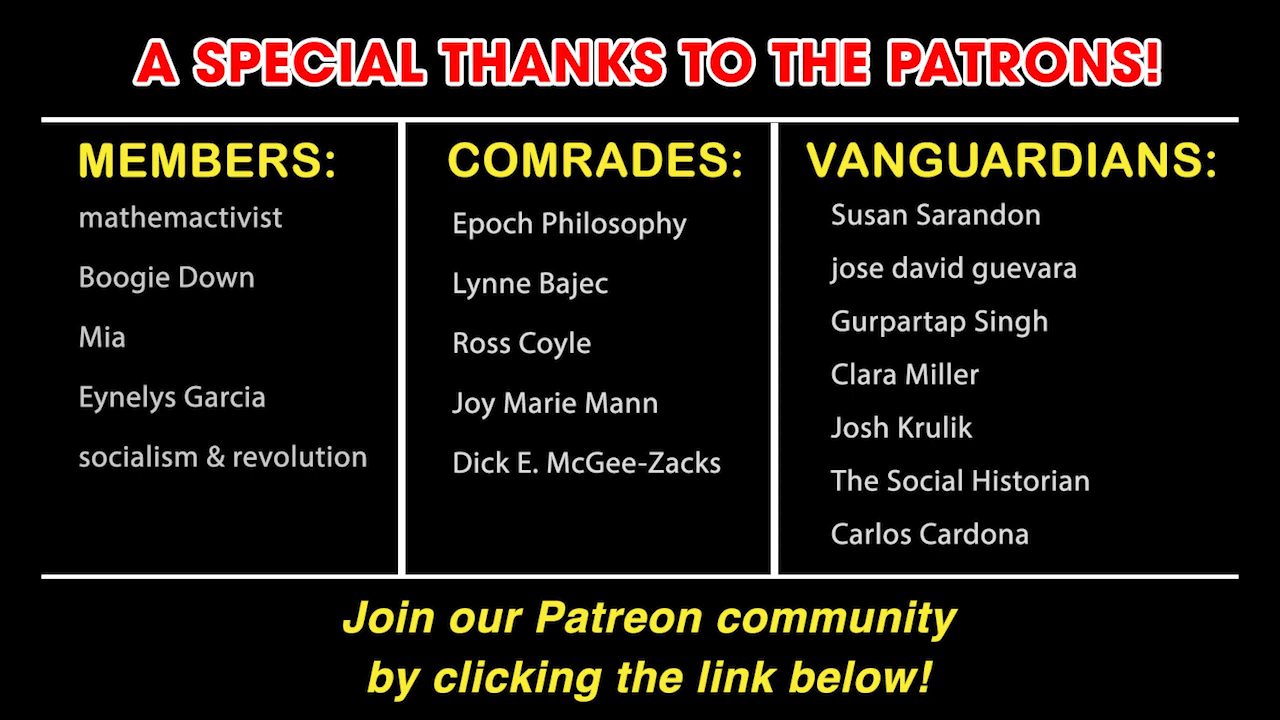 A SPECIAL THANKS TO THE PATRONS!
MEMBERS:
mathemactivist
Boogie Down
Mia
Eynelys Garcia
socialism & revolution
COMRADES:
Epoch Philosophy
Lynne Bajec
Ross Coyle
Joy Marie Mann
Dick E. McGee-Zacks
VANGUARDIANS:
Susan Sarandon
jose david guevara
Gurpartap Singh
Clara Miller
Josh Krulik
The Social Historian
Carlos Cardona
Join our Patreon community
by clicking the link below!